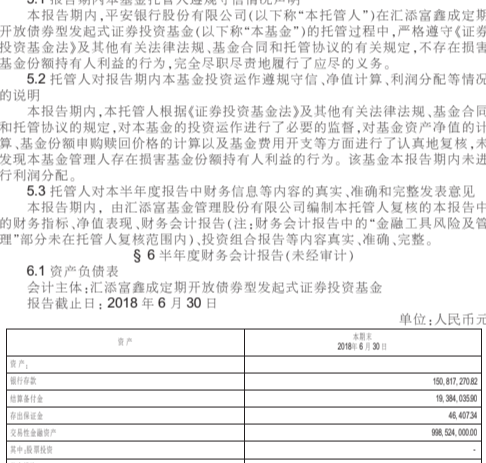 5.1 报告期内本基金托管人遵规守信情况声明
本报告期内,平安银行股份有限公司(以下称“本托管人”)在汇添富鑫成定期
开放债券型发起式证券投资基金(以下称“本基金”)的托管过程中,严格遵守《证券
投资基金法》及其他有关法律法规、基金合同和托管协议的有关规定,不存在损害
基金份额持有人利益的行为,完全尽职尽责地履行了应尽的义务。
5.2 托管人对报告期内本基金投资运作遵规守信、净值计算、利润分配等情况
的说明
本报告期内,本托管人根据《证券投资基金法》及其他有关法律法规、基金合同
和托管协议的规定,对本基金的投资运作进行了必要的监督,对基金资产净值的计
算、基金份额申购赎回价格的计算以及基金费用开支等方面进行了认真地复核,未
发现本基金管理人存在损害基金份额持有人利益的行为。该基金本报告期内未进
行利润分配。
5.3 托管人对本半年度报告中财务信息等内容的真实、准确和完整发表意见
本报告期内, 由汇添富基金管理股份有限公司编制本托管人复核的本报告中
的财务指标、净值表现、财务会计报告(注:财务会计报告中的“金融工具风险及管
理”部分未在托管人复核范围内)、投资组合报告等内容真实、准确、完整。
§ 6 半年度财务会计报告(未经审计)
6.1 资产负债表
会计主体:汇添富鑫成定期开放债券型发起式证券投资基金
报告截止日: 2018 年 6 月 30 日
单位:人民币元
资产 本期末
2018年 6 月 30 日
资产:
银行存款 150,817,270.82
结算备付金 19,384,035.90
存出保证金 46,407.34
交易性金融资产 998,524,000.00
其中:股票投资 -